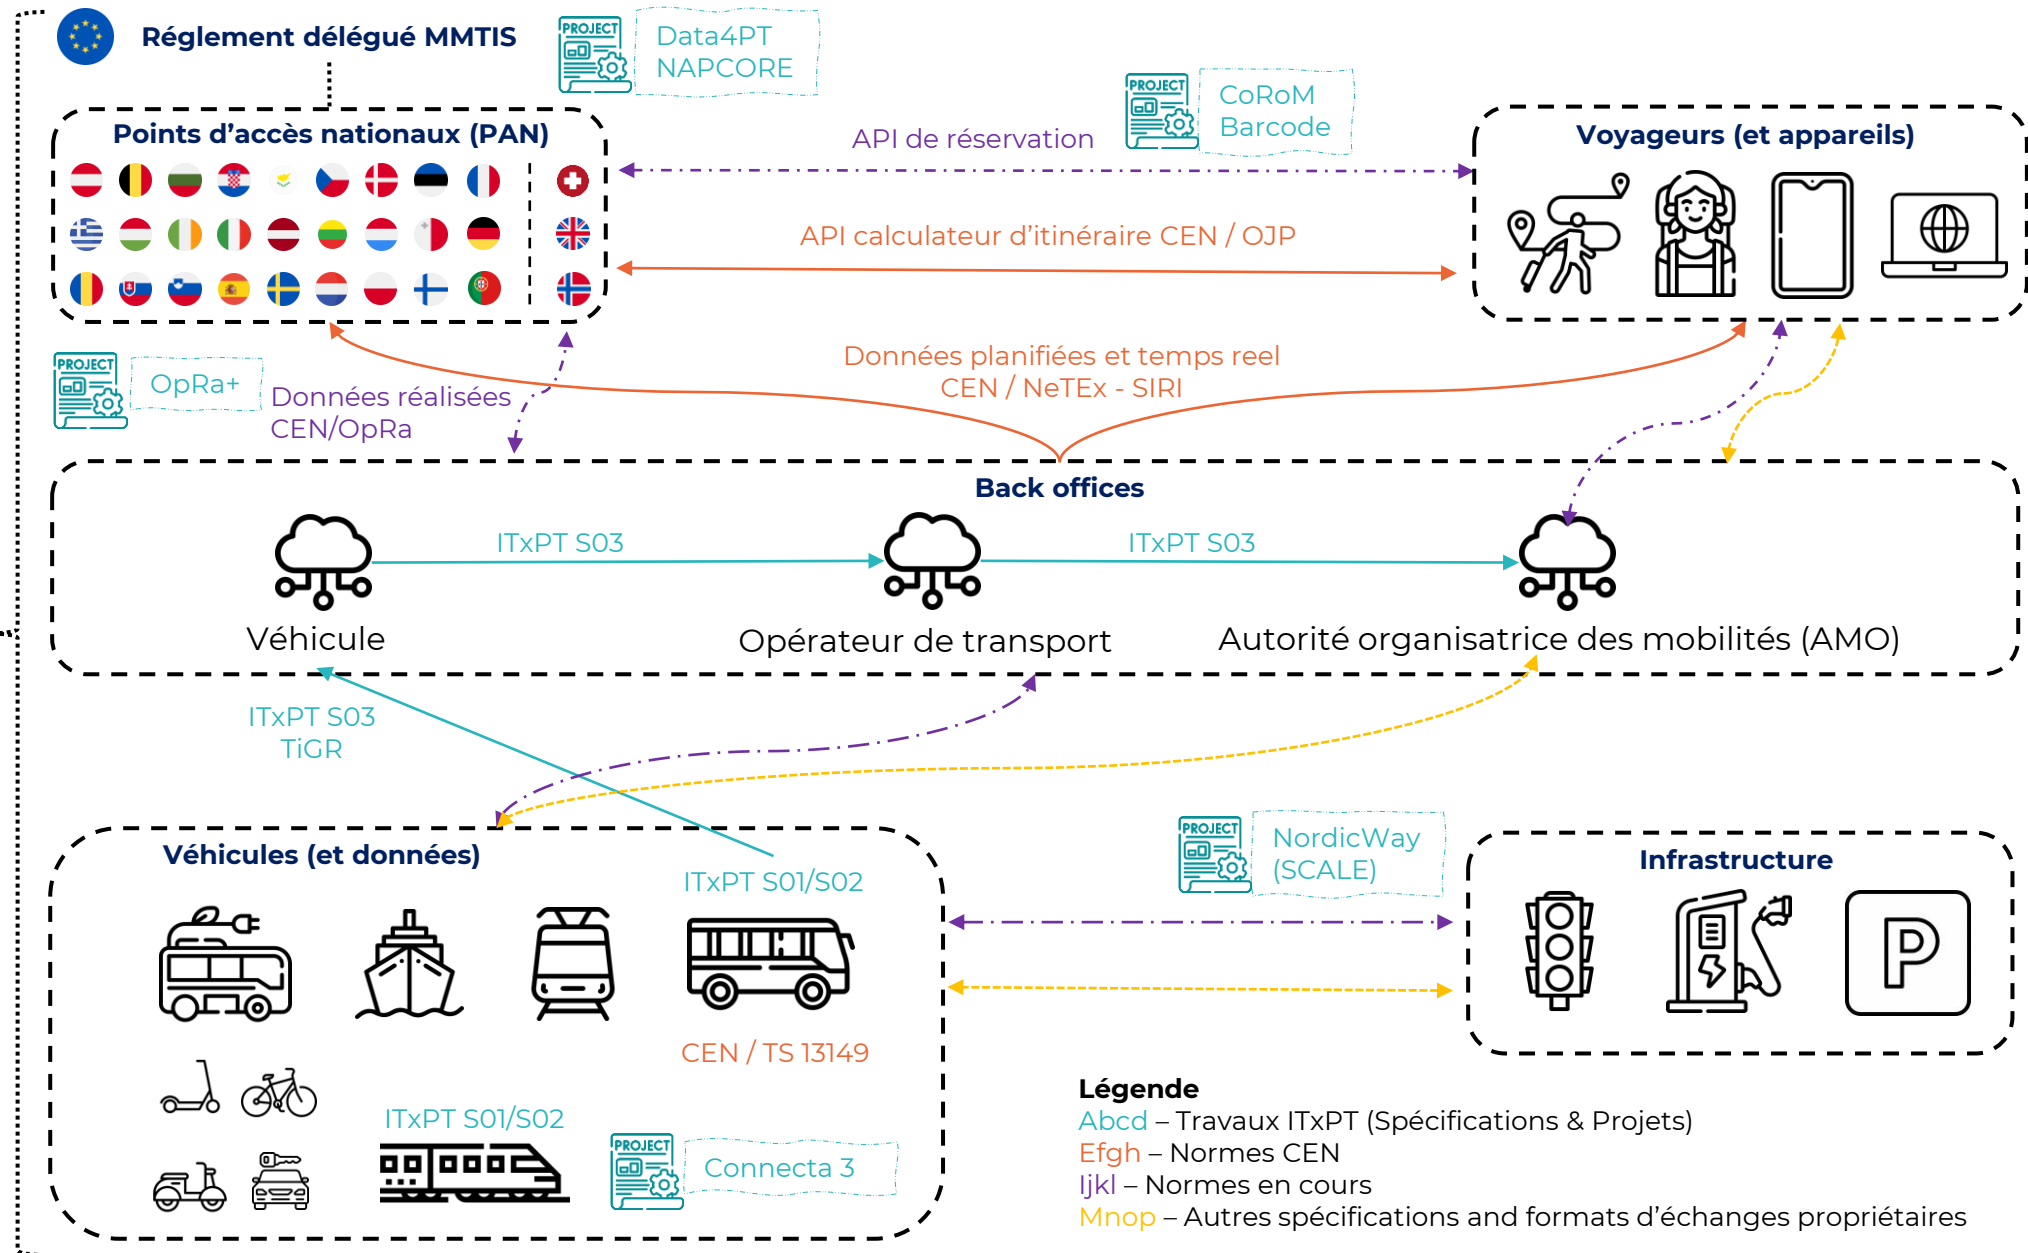 Réglement délégué MMTIS
PROJECT
Data4PT
NAPCORE
PROJECT
CoRoM
Barcode
Points d'accès nationaux (PAN)
API de réservation
Voyageurs (et appareils)
API calculateur d'itinéraire CEN / OJP
PROJECT
OpRa+
Données réalisées
CEN/OpRa
Données planifiées et temps reel
CEN / NeTEx - SIRI
Back offices
ITxPT S03
ITxPT S03
Véhicule
Opérateur de transport
Autorité organisatrice des mobilités (AMO)
ITxPT S03
TiGR
Véhicules (et données)
ITxPT S01/S02
PROJECT
NordicWay
(SCALE)
Infrastructure
P
CEN / TS 13149
ITxPT S01/S02
PROJECT
Connecta 3
Légende
Abcd – Travaux ITxPT (Spécifications & Projets)
Efgh – Normes CEN
Ijkl – Normes en cours
Mnop – Autres spécifications and formats d'échanges propriétaires